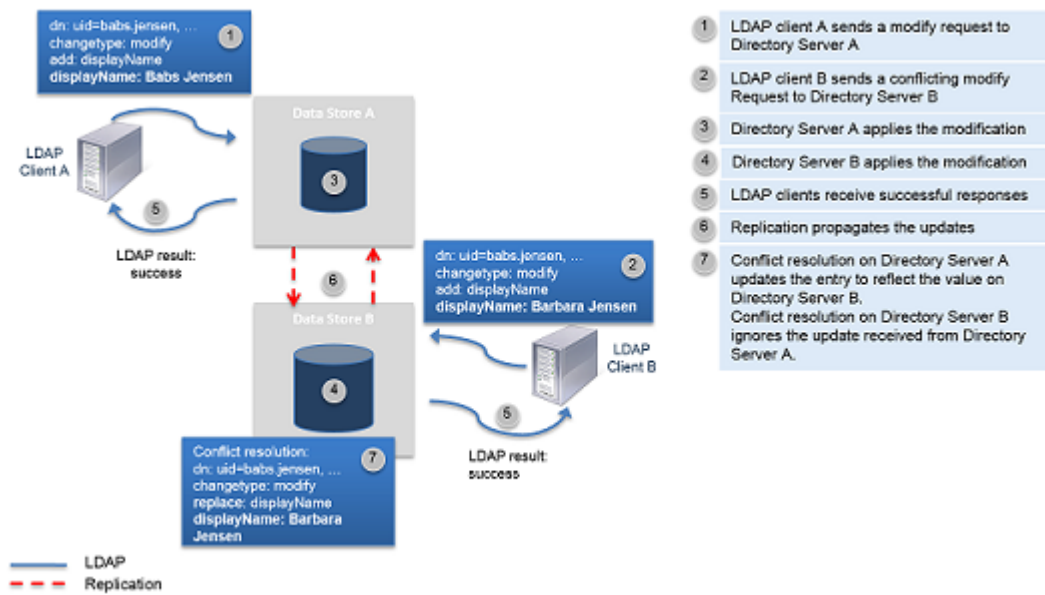 dn: uid=babs.jensen, ...
changetype: modify
add: displayName
displayName: Babs Jensen
1
Data Store A
3
LDAP
Client A
5
LDAP result:
success
6
dn: uid=babs.jensen, ...
changetype: modify
add: displayName
displayName: Barbara Jensen
2
Data Store B
4
LDAP
Client B
5
LDAP result:
success
Conflict resolution:
dn: uid=babs.jensen, ...
changetype: modify
replace: displayName
displayName: Barbara
Jensen
7
LDAP
Replication
1
LDAP client A sends a modify request to
Directory Server A
2
LDAP client B sends a conflicting modify
Request to Directory Server B
3
Directory Server A applies the modification
4
Directory Server B applies the modification
5
LDAP clients receive successful responses
6
Replication propagates the updates
7
Conflict resolution on Directory Server A
updates the entry to reflect the value on
Directory Server B.
Conflict resolution on Directory Server B
ignores the update received from Directory
Server A.